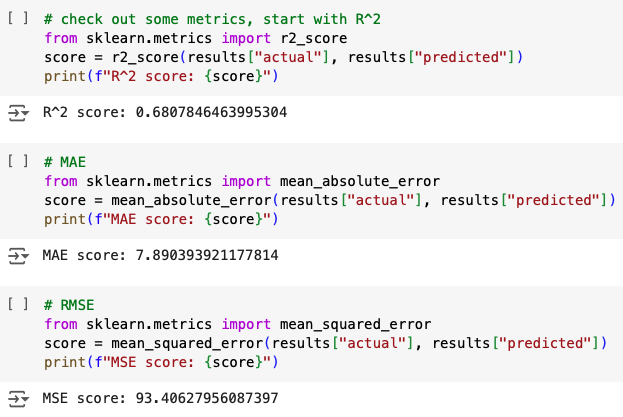 [ ] # check out some metrics, start with R^2
from sklearn.metrics import r2_score
score = r2_score(results["actual"], results["predicted"])
print(f"R^2 score: {score}")
R^2 score: 0.6807846463995304
[ ] # MAE
from sklearn.metrics import mean_absolute_error
score = mean_absolute_error(results["actual"], results["predicted"])
print(f"MAE score: {score}")
MAE score: 7.890393921177814
[ ] # RMSE
from sklearn.metrics import mean_squared_error
score = mean_squared_error(results["actual"], results["predicted"])
print(f"MSE score: {score}")
MSE score: 93.40627956087397